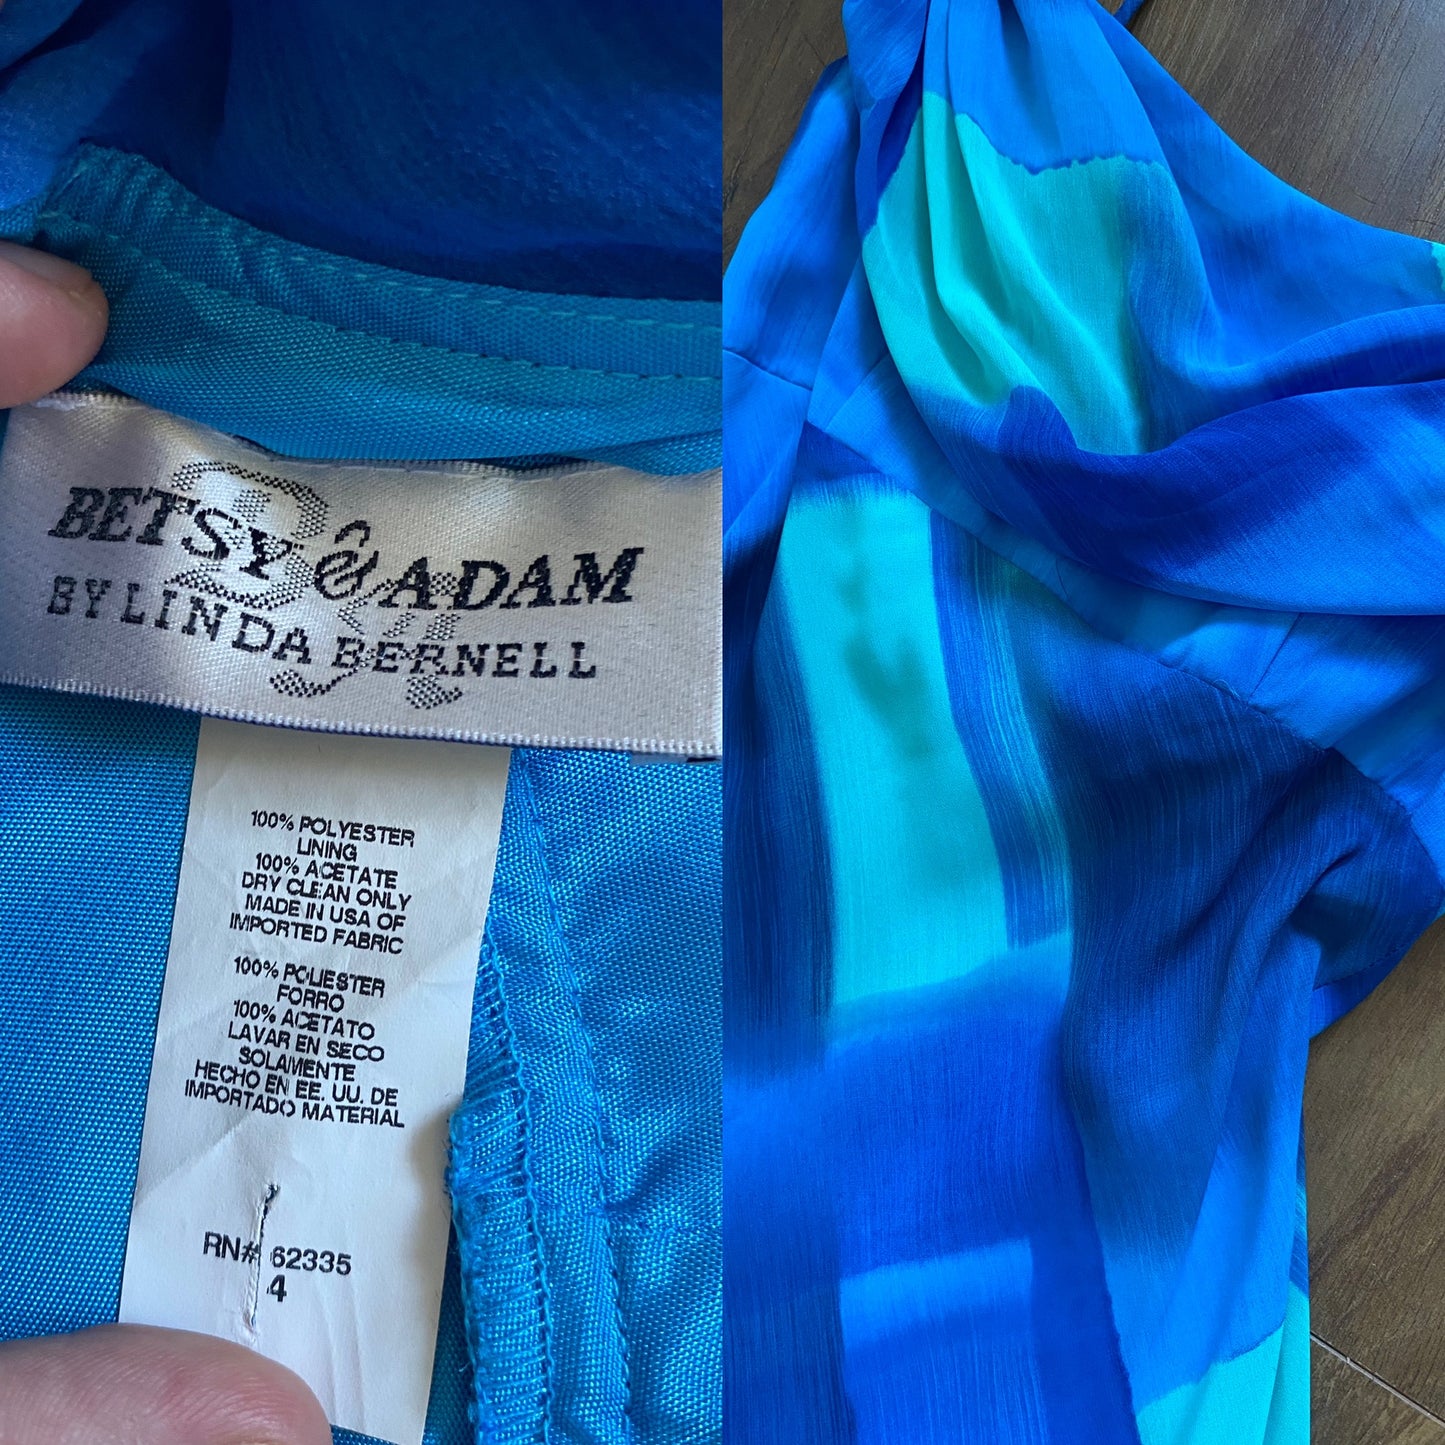 BETSY & ADAM
BY LINDA BERNELL
100% POLYESTER
LINING
100% ACETATE
DRY CLEAN ONLY
MADE IN USA OF
IMPORTED FABRIC
100% POLIESTER
FORRO
100% ACETATO
LAVAR EN SECO
SOLAMENTE
HECHO EN EE. UU. DE
IMPORTADO MATERIAL
RN# 62335
4